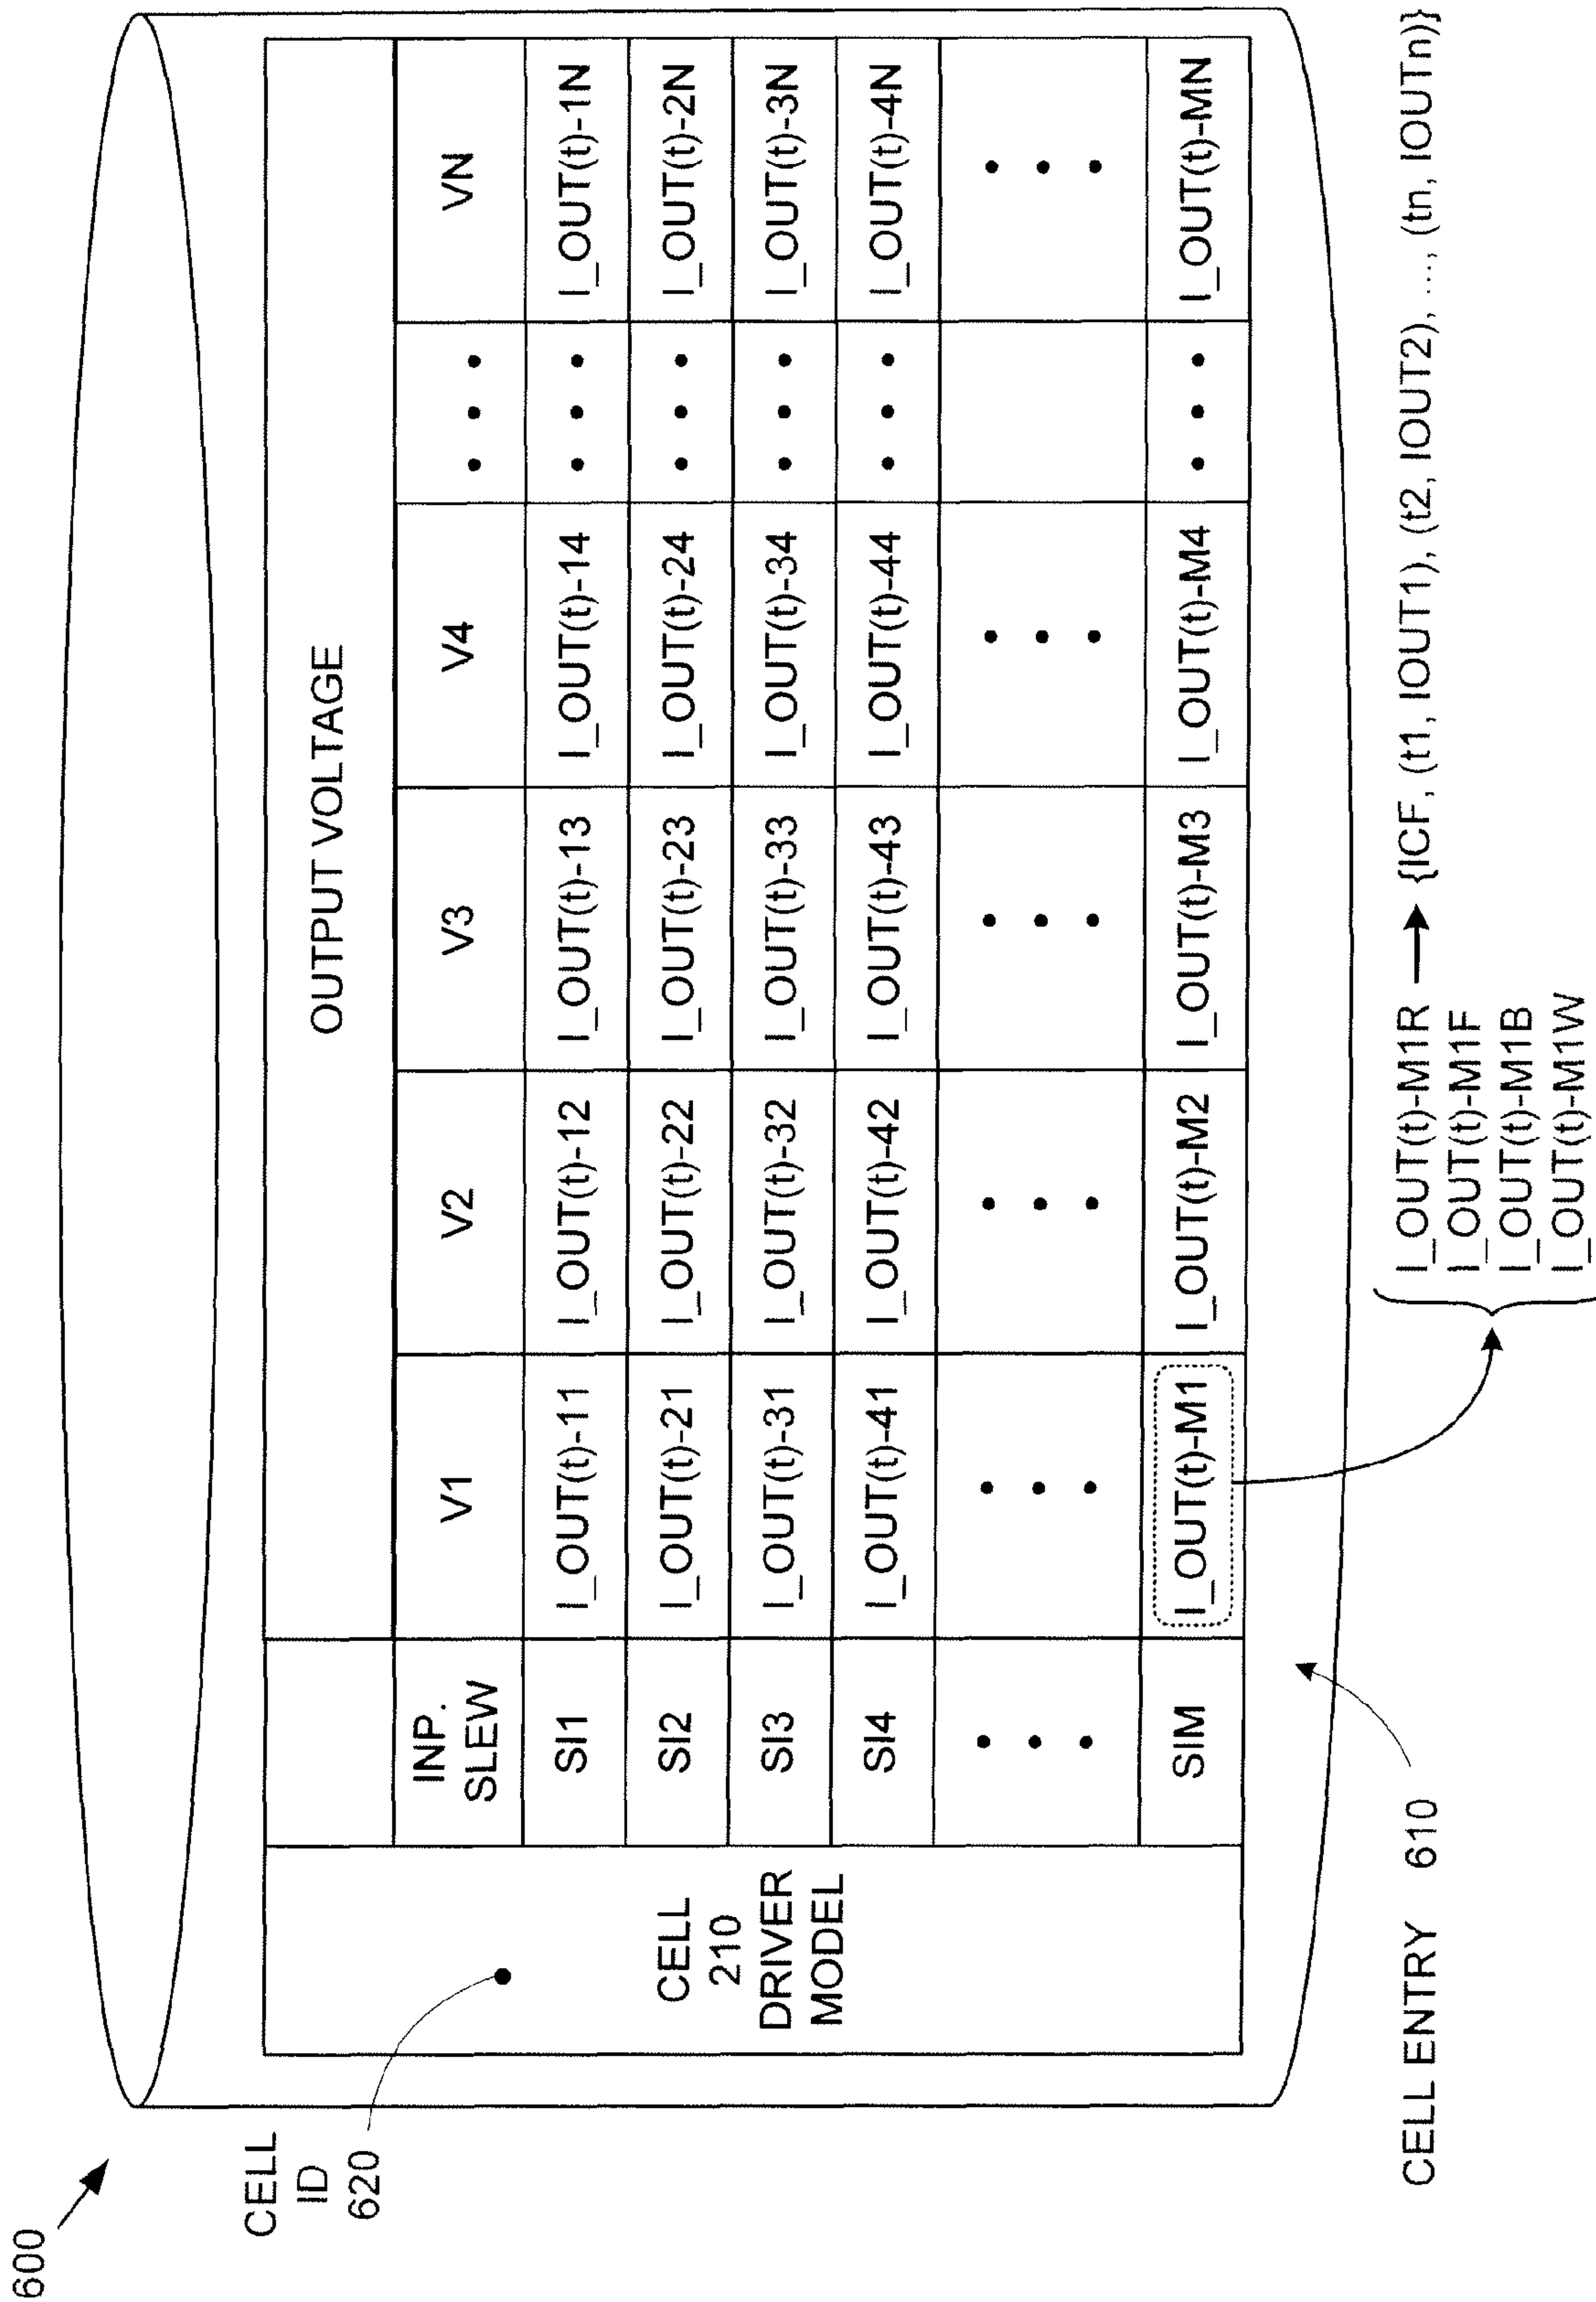 600
CELL
ID
620
OUTPUT VOLTAGE
INP.
SLEW
V1 V2 V3 V4 • • • VN
SI1 I_OUT(t)-11 I_OUT(t)-12 I_OUT(t)-13 I_OUT(t)-14 • • • I_OUT(t)-1N
SI2 I_OUT(t)-21 I_OUT(t)-22 I_OUT(t)-23 I_OUT(t)-24 • • • I_OUT(t)-2N
SI3 I_OUT(t)-31 I_OUT(t)-32 I_OUT(t)-33 I_OUT(t)-34 • • • I_OUT(t)-3N
SI4 I_OUT(t)-41 I_OUT(t)-42 I_OUT(t)-43 I_OUT(t)-44 • • • I_OUT(t)-4N
SIM I_OUT(t)-M1 I_OUT(t)-M2 I_OUT(t)-M3 I_OUT(t)-M4 • • • I_OUT(t)-MN
CELL
210
DRIVER
MODEL
CELL ENTRY 610
I_OUT(t)-M1R → {ICF, (t1, IOUT1), (t2, IOUT2), ..., (tn, IOUTn)}
I_OUT(t)-M1F
I_OUT(t)-M1B
I_OUT(t)-M1W